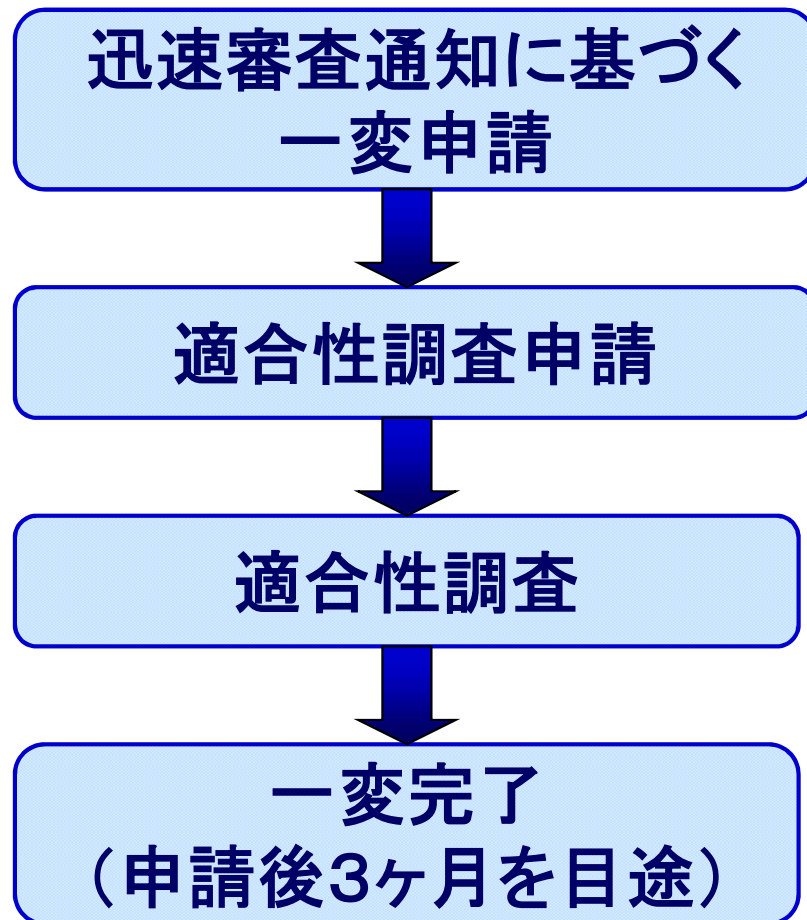 迅速審査通知に基づく
一変申請
適合性調査申請
適合性調査
一変完了
（申請後３ヶ月を目途）